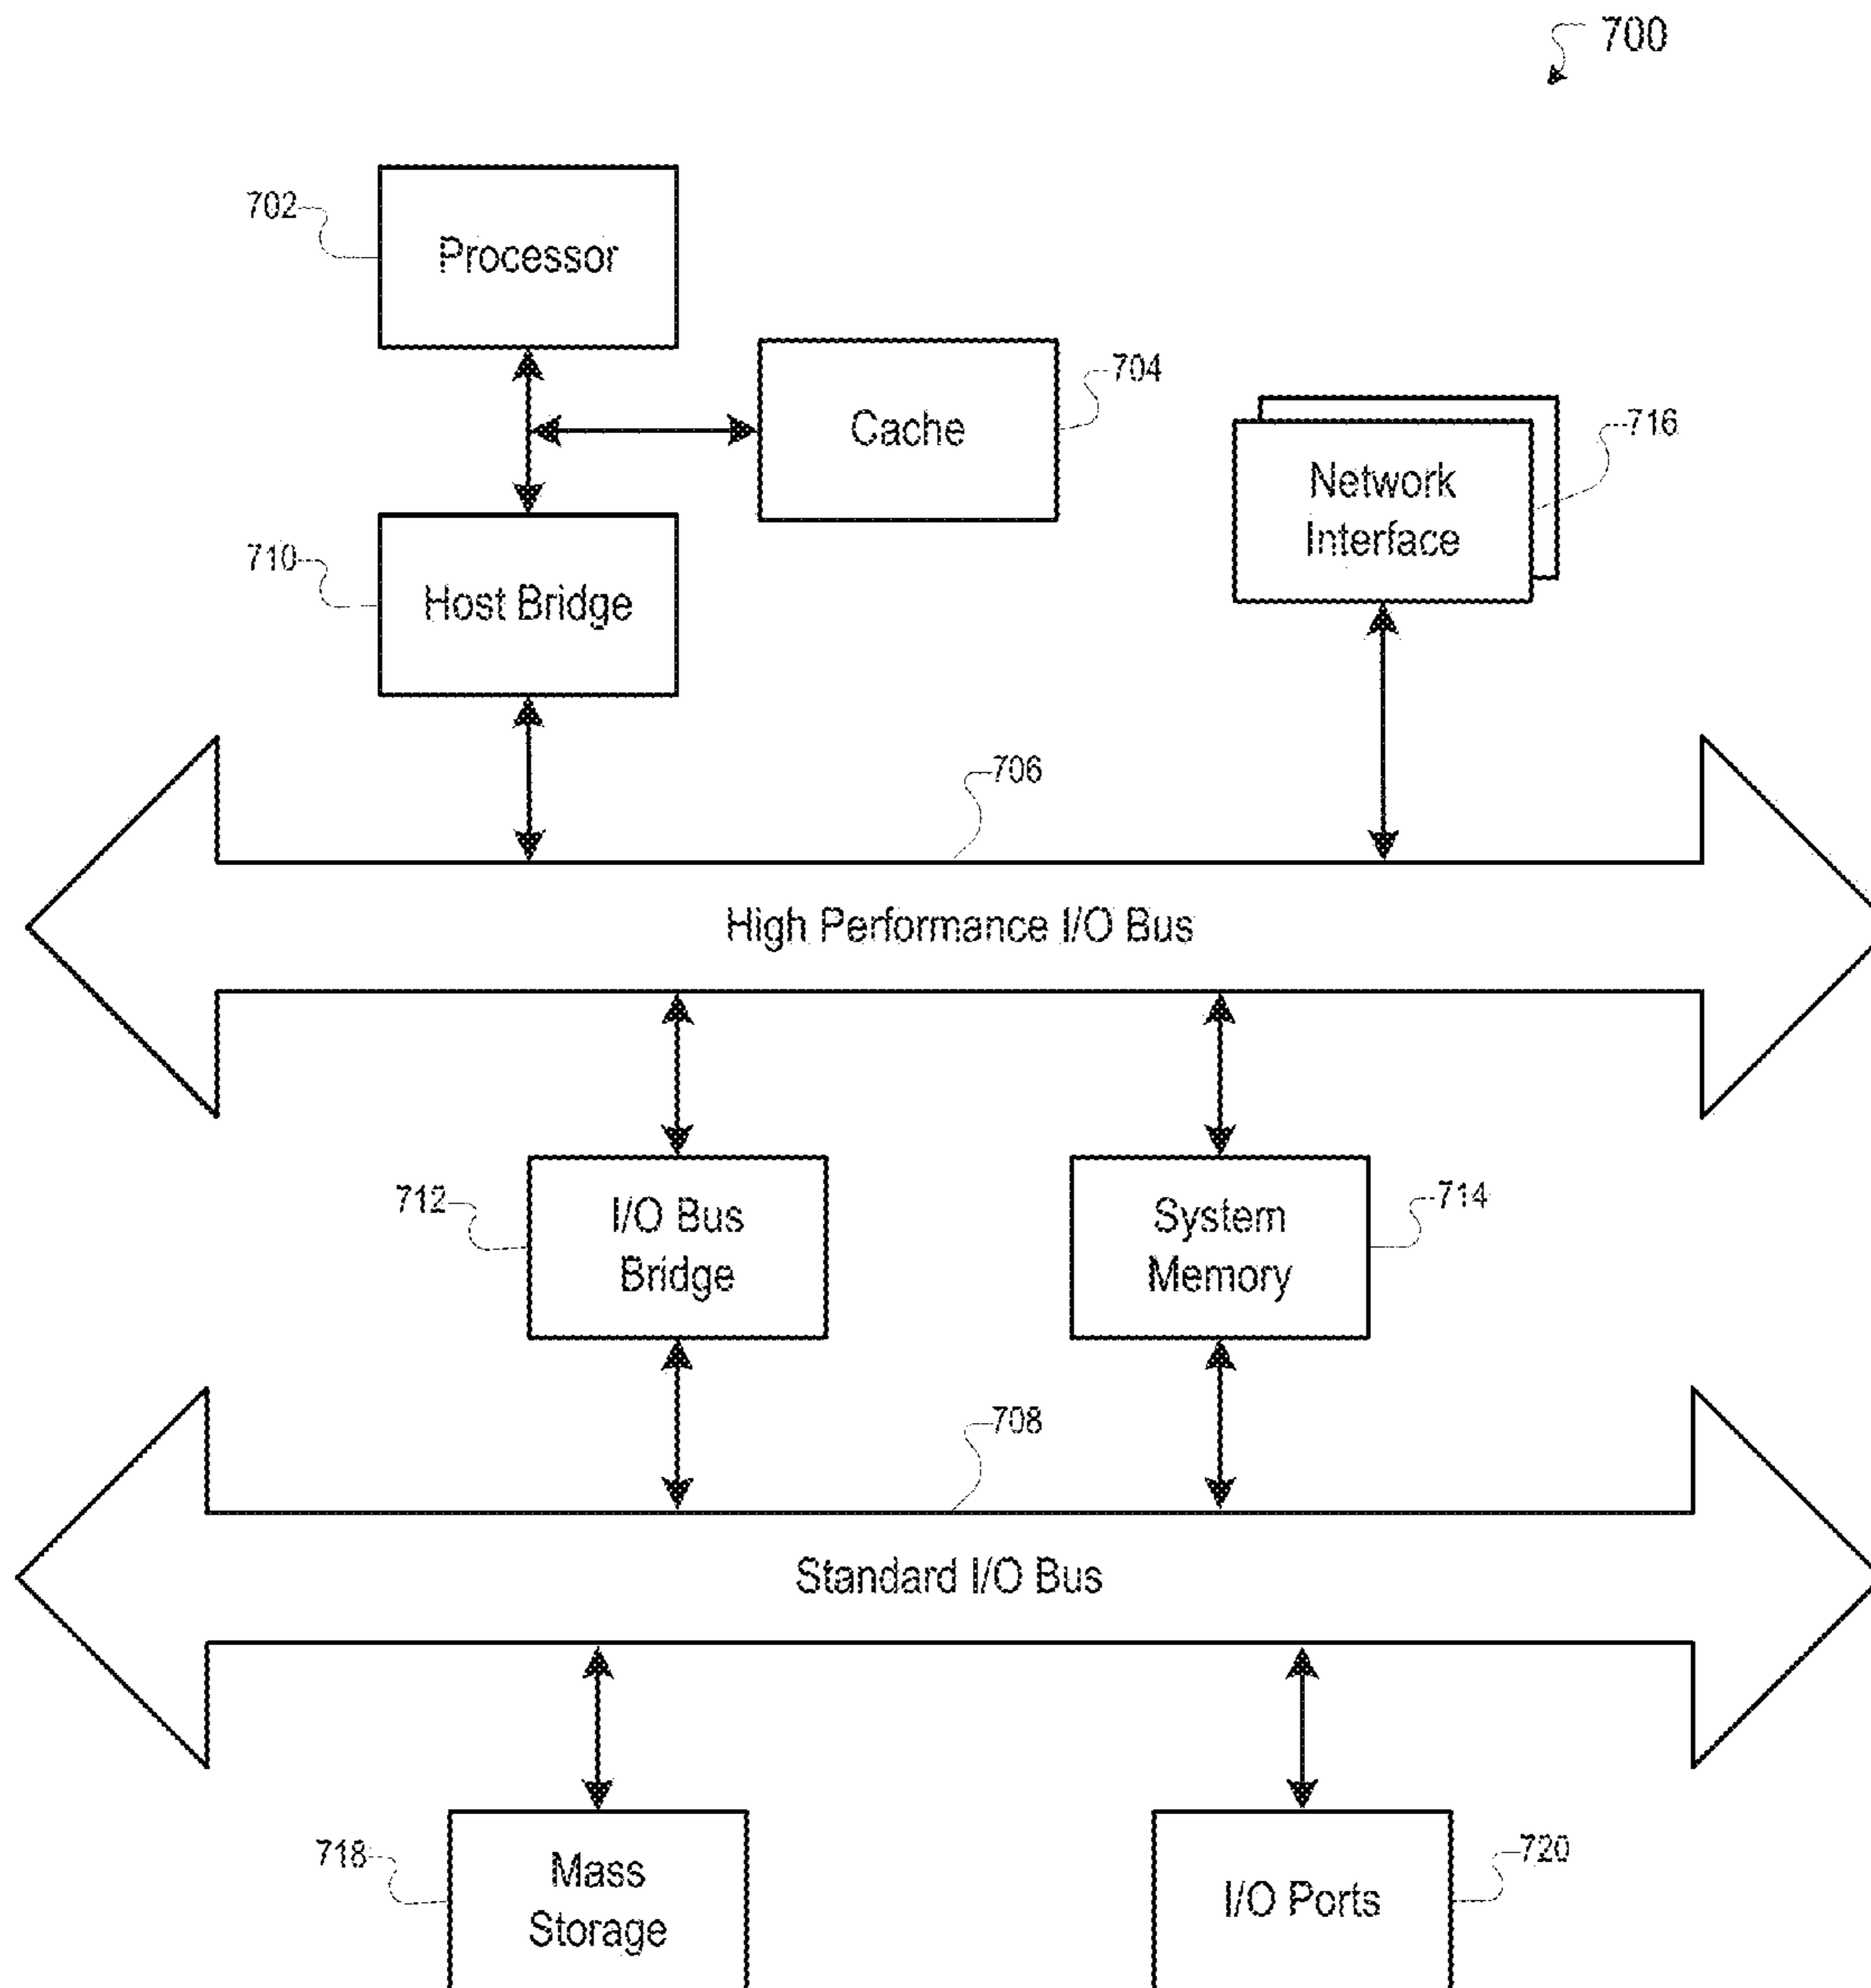 700
702
Processor
704
Cache
716
Network
Interface
710
Host Bridge
706
High Performance I/O Bus
712
I/O Bus
Bridge
714
System
Memory
708
Standard I/O Bus
718
Mass
Storage
720
I/O Ports